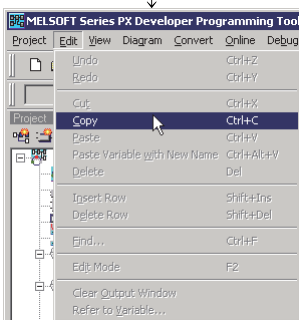 MELSOFT Series PX Developer Programming Tool
Project Edit View Diagram Convert Online Debug
Undo Ctrl+Z
Redo Ctrl+Y
Cut Ctrl+X
Project
Copy Ctrl+C
Paste Ctrl+V
Paste Variable with New Name Ctrl+Alt+V
Delete Del
Insert Row Shift+Ins
Delete Row Shift+Del
Find... Ctrl+F
Edit Mode F2
Clear Output Window
Refer to Variable...